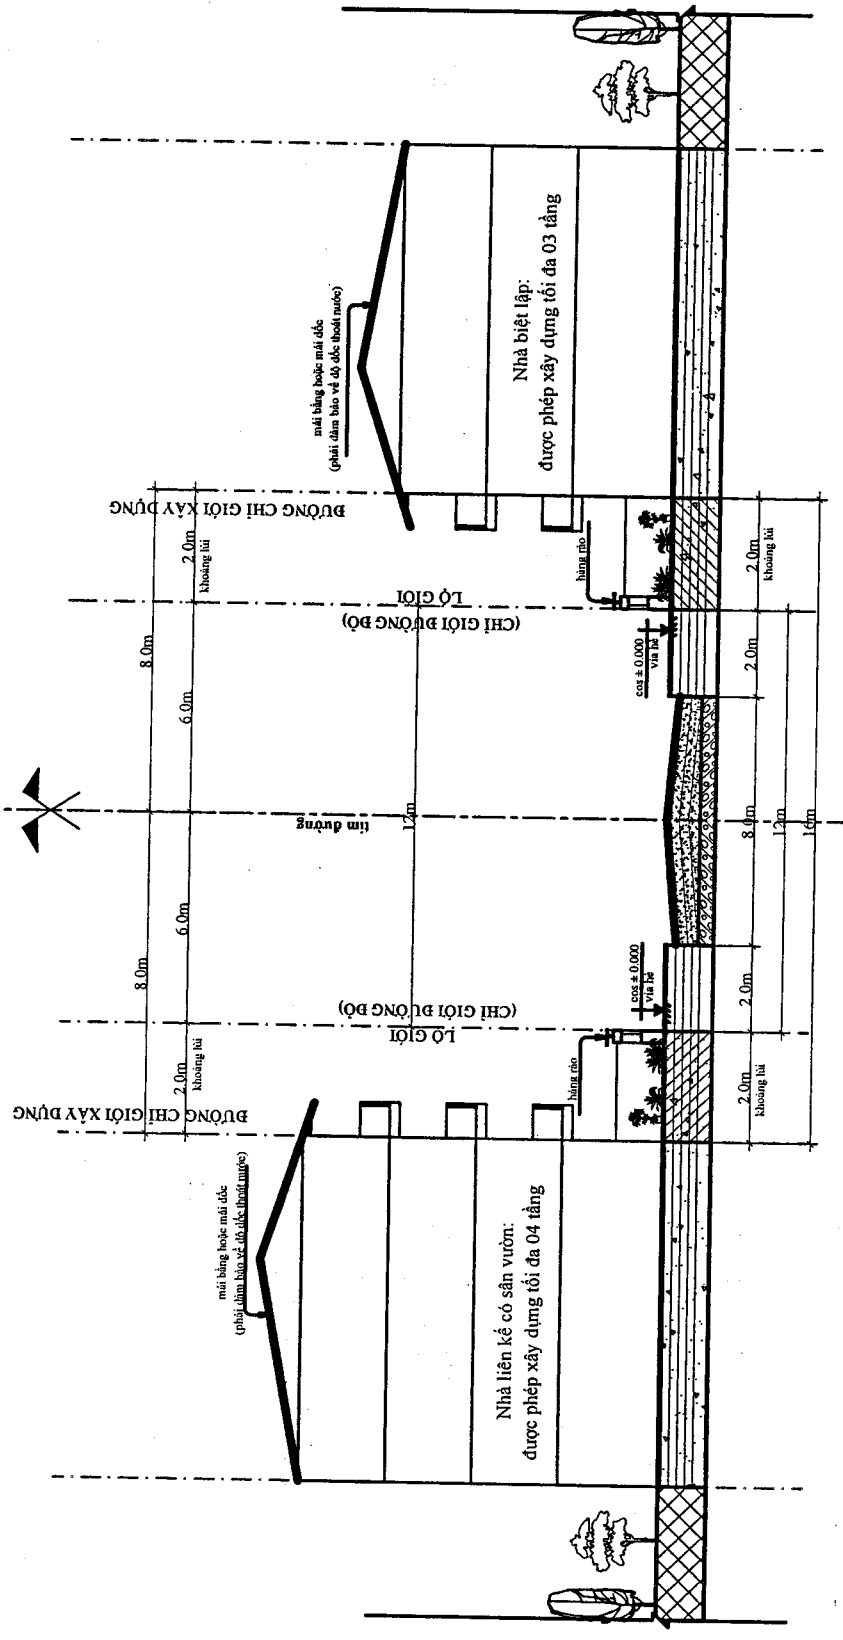 mái bằng hoặc mái dốc
(phải đảm bảo về độ dốc thoát nước)
Nhà liên kế có sân vườn:
được phép xây dựng tối đa 04 tầng
ĐƯỜNG CHỈ GIỚI XÂY DỰNG
LỘ GIỚI
(CHỈ GIỚI ĐƯỜNG ĐỎ)
8.0m
8.0m
2.0m
khoảng lùi
6.0m
6.0m
2.0m
khoảng lùi
tim đường
12m
ĐƯỜNG CHỈ GIỚI XÂY DỰNG
LỘ GIỚI
(CHỈ GIỚI ĐƯỜNG ĐỎ)
mái bằng hoặc mái dốc
(phải đảm bảo về độ dốc thoát nước)
Nhà biệt lập:
được phép xây dựng tối đa 03 tầng
hàng rào
cos ± 0.000
vỉa hè
cos ± 0.000
vỉa hè
hàng rào
2.0m
khoảng lùi
2.0m
8.0m
2.0m
2.0m
khoảng lùi
12m
16m